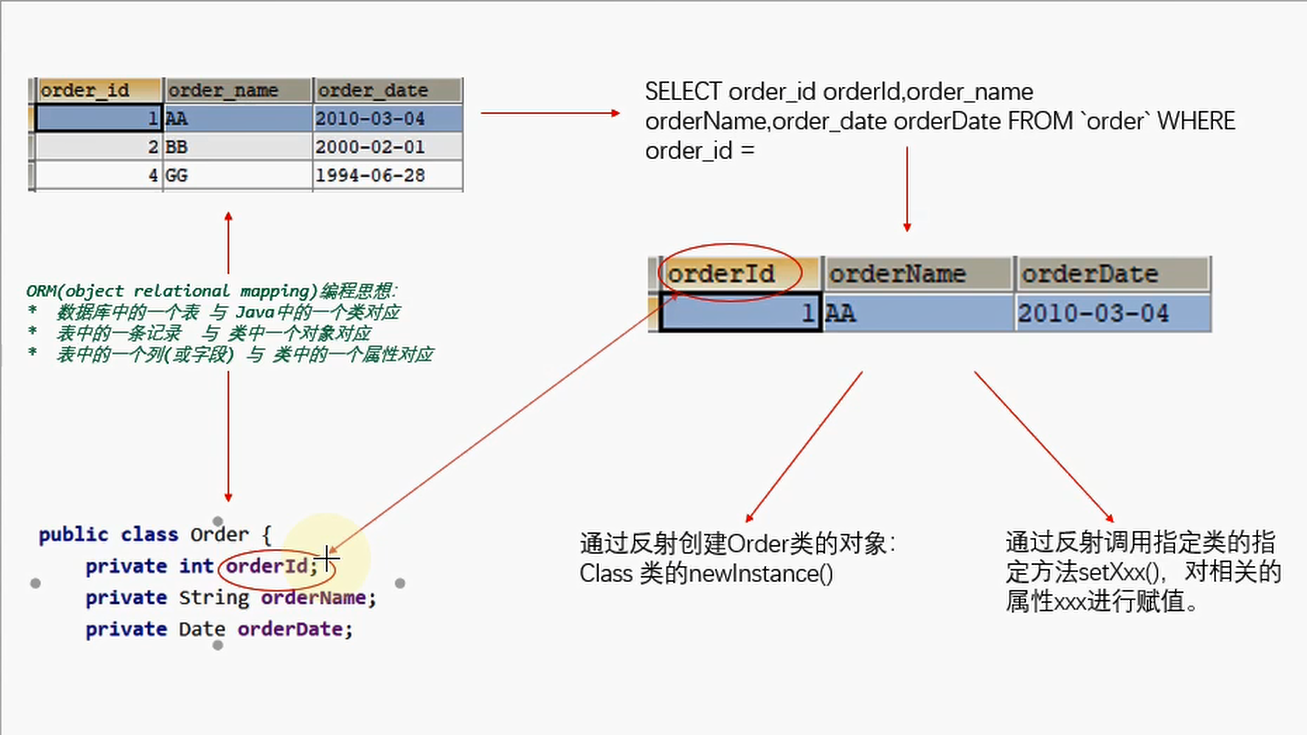 order_id order_name order_date
1 AA 2010-03-04
2 BB 2000-02-01
4 GG 1994-06-28
SELECT order_id orderId,order_name
orderName,order_date orderDate FROM `order` WHERE
order_id =
orderId orderName orderDate
1 AA 2010-03-04
ORM(object relational mapping)编程思想：
* 数据库中的一个表 与 Java中的一个类对应
* 表中的一条记录 与 类中一个对象对应
* 表中的一个列(或字段) 与 类中的一个属性对应
public class Order {
private int orderId;
private String orderName;
private Date orderDate;
通过反射创建Order类的对象：
Class 类的newInstance()
通过反射调用指定类的指
定方法setXxx()，对相关的
属性xxx进行赋值。